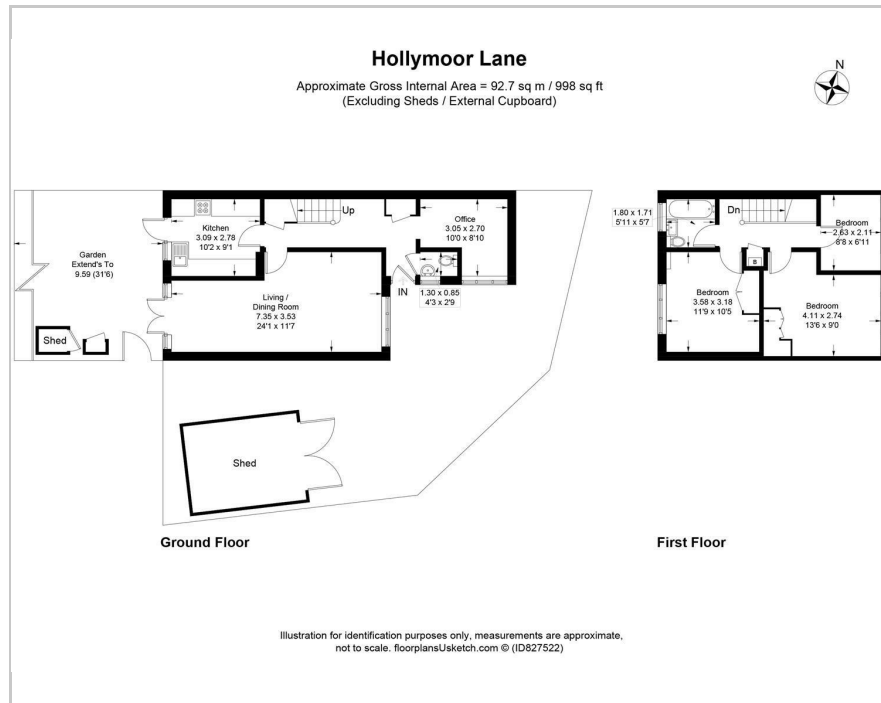 Hollymoor Lane
Approximate Gross Internal Area = 92.7 sq m / 998 sq ft
(Excluding Sheds / External Cupboard)
N
Garden
Extend's To
9.59 (31'6)
Shed
Kitchen
3.09 x 2.78
10'2 x 9'1
Up
Office
3.05 x 2.70
10'0 x 8'10
Living /
Dining Room
7.35 x 3.53
24'1 x 11'7
IN
1.30 x 0.85
4'3 x 2'9
Shed
Ground Floor
1.80 x 1.71
5'11 x 5'7
Dn
Bedroom
2.63 x 2.11
8'8 x 6'11
Bedroom
3.58 x 3.18
11'9 x 10'5
Bedroom
4.11 x 2.74
13'6 x 9'0
First Floor
Illustration for identification purposes only, measurements are approximate,
not to scale. floorplansUsketch.com © (ID827522)